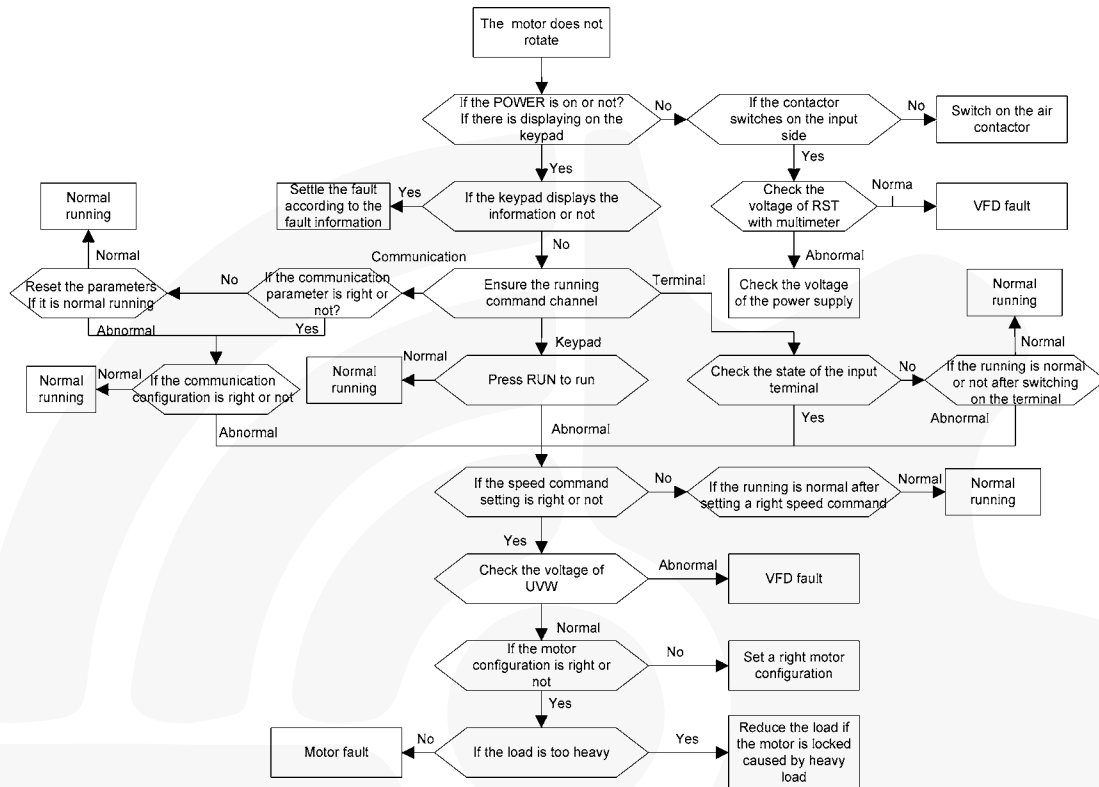 The motor does not
rotate
If the POWER is on or not?
If there is displaying on the
keypad
No
If the contactor
switches on the input
side
No
Switch on the air
contactor
Yes
Yes
Settle the fault
according to the
fault information
Yes
If the keypad displays the
information or not
Check the
voltage of RST
with multimeter
Norma
l
VFD fault
Normal
running
No
Abnormal
Communication
Normal
Reset the parameters
If it is normal running
No
If the communication
parameter is right or
not?
Ensure the running
command channel
Terminal
Check the voltage
of the power supply
Normal
running
Abnormal
Yes
Keypad
Normal
Normal
running
Normal
If the communication
configuration is right or not
Normal
running
Normal
Press RUN to run
Check the state of the input
terminal
No
If the running is normal
or not after switching
on the terminal
Abnormal
Abnormal
Yes
Abnormal
If the speed command
setting is right or not
No
If the running is normal after
setting a right speed command
Normal
Normal
running
Yes
Check the voltage of
UVW
Abnormal
VFD fault
Normal
If the motor
configuration is right or
not
No
Set a right motor
configuration
Yes
Motor fault
No
If the load is too heavy
Yes
Reduce the load if
the motor is locked
caused by heavy
load